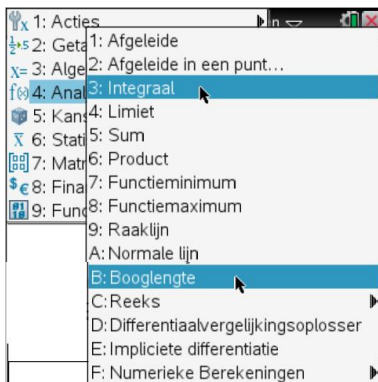 1: Acties
2: Geta
3: Alge
4: Anal
5: Kans
6: Stati
7: Matr
8: Fina
9: Func
1: Afgeleide
2: Afgeleide in een punt...
3: Integraal
4: Limiet
5: Sum
6: Product
7: Functieminimum
8: Functiemaximum
9: Raaklijn
A: Normale lijn
B: Booglengte
C: Reeks
D: Differentiaalvergelijkingsoplosser
E: Impliciete differentiatie
F: Numerieke Berekeningen